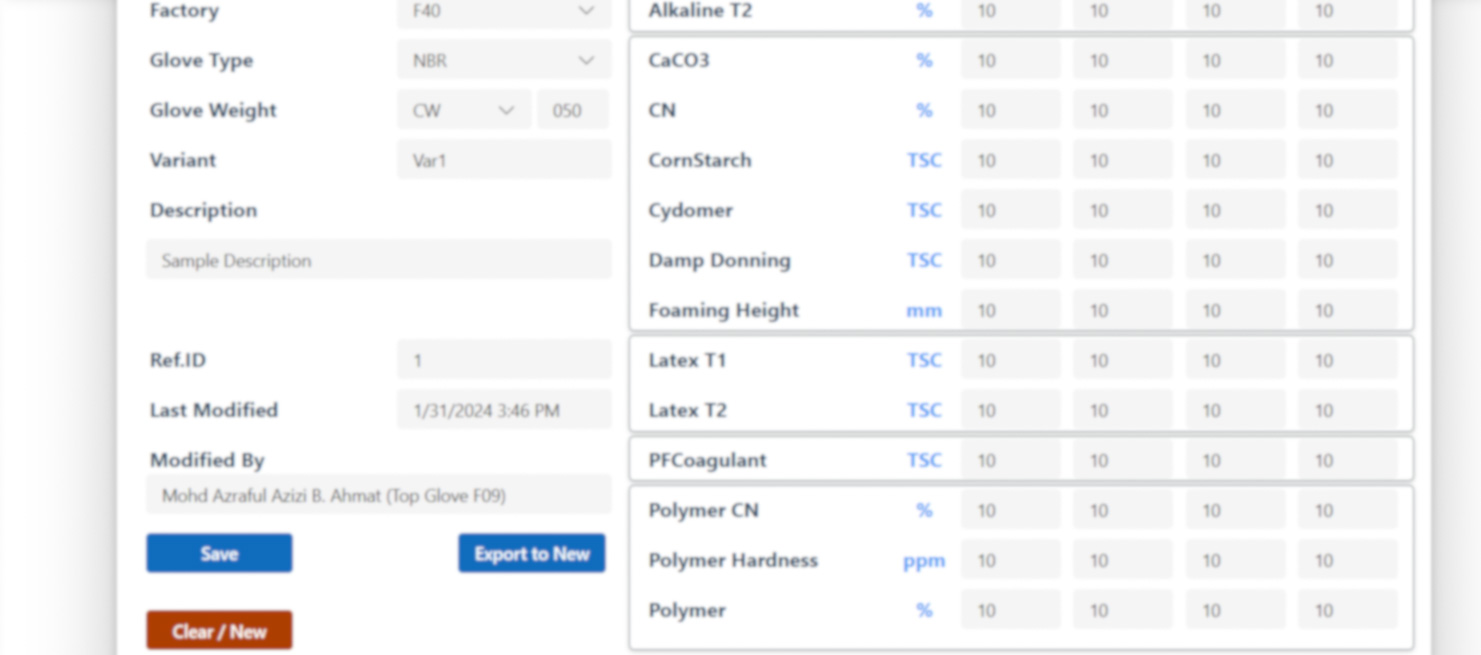 Factory F40
Glove Type NBR
Glove Weight CW 050
Variant Var1
Description
Sample Description
Ref.ID 1
Last Modified 1/31/2024 3:46 PM
Modified By
Mohd Azraful Azizi B. Ahmat (Top Glove F09)
Save Export to New
Clear / New
Alkaline T2 % 10 10 10 10
CaCO3 % 10 10 10 10
CN % 10 10 10 10
CornStarch TSC 10 10 10 10
Cydomer TSC 10 10 10 10
Damp Donning TSC 10 10 10 10
Foaming Height mm 10 10 10 10
Latex T1 TSC 10 10 10 10
Latex T2 TSC 10 10 10 10
PFCoagulant TSC 10 10 10 10
Polymer CN % 10 10 10 10
Polymer Hardness ppm 10 10 10 10
Polymer % 10 10 10 10